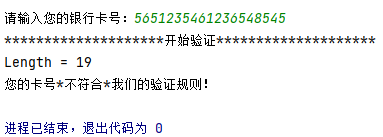 请输入您的银行卡号：5651235461236548545
********************开始验证********************
Length = 19
您的卡号*不符合*我们的验证规则!
进程已结束，退出代码为 0